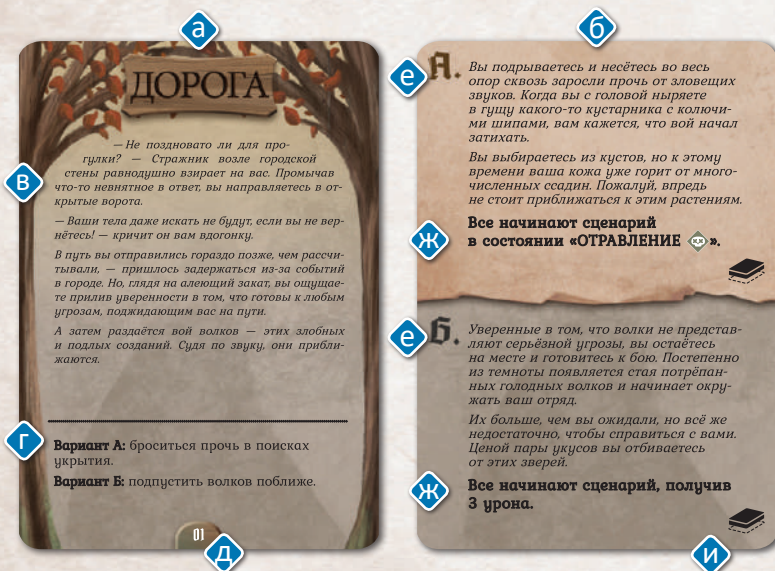 а
ДОРОГА
— Не поздновато ли для про-
гулки? — Стражник возле городской
стены равнодушно взирает на вас. Промычав
что-то невнятное в ответ, вы направляетесь в от-
крытые ворота.
— Ваши тела даже искать не будут, если вы не вер-
нётесь! — кричит он вам вдогонку.
В путь вы отправились гораздо позже, чем рассчи-
тывали, — пришлось задержаться из-за событий
в городе. Но, глядя на алеющий закат, вы ощущае-
те прилив уверенности в том, что готовы к любым
угрозам, поджидающим вас на пути.
А затем раздаётся вой волков — этих злобных
и подлых созданий. Судя по звуку, они прибли-
жаются.
в
г
Вариант А: броситься прочь в поисках
укрытия.
Вариант Б: подпустить волков поближе.
01
д
б
е
А.
Вы подрываетесь и несётесь во весь
опор сквозь заросли прочь от зловещих
звуков. Когда вы с головой ныряете
в гущу какого-то кустарника с колючи-
ми шипами, вам кажется, что вой начал
затихать.
Вы выбираетесь из кустов, но к этому
времени ваша кожа уже горит от много-
численных ссадин. Пожалуй, впредь
не стоит приближаться к этим растениям.
ж
Все начинают сценарий
в состоянии «ОТРАВЛЕНИЕ ».
е
Б.
Уверенные в том, что волки не представ-
ляют серьёзной угрозы, вы остаётесь
на месте и готовитесь к бою. Постепенно
из темноты появляется стая потрёпан-
ных голодных волков и начинает окру-
жать ваш отряд.
Их больше, чем вы ожидали, но всё же
недостаточно, чтобы справиться с вами.
Ценой пары укусов вы отбиваетесь
от этих зверей.
ж
Все начинают сценарий, получив
3 урона.
и